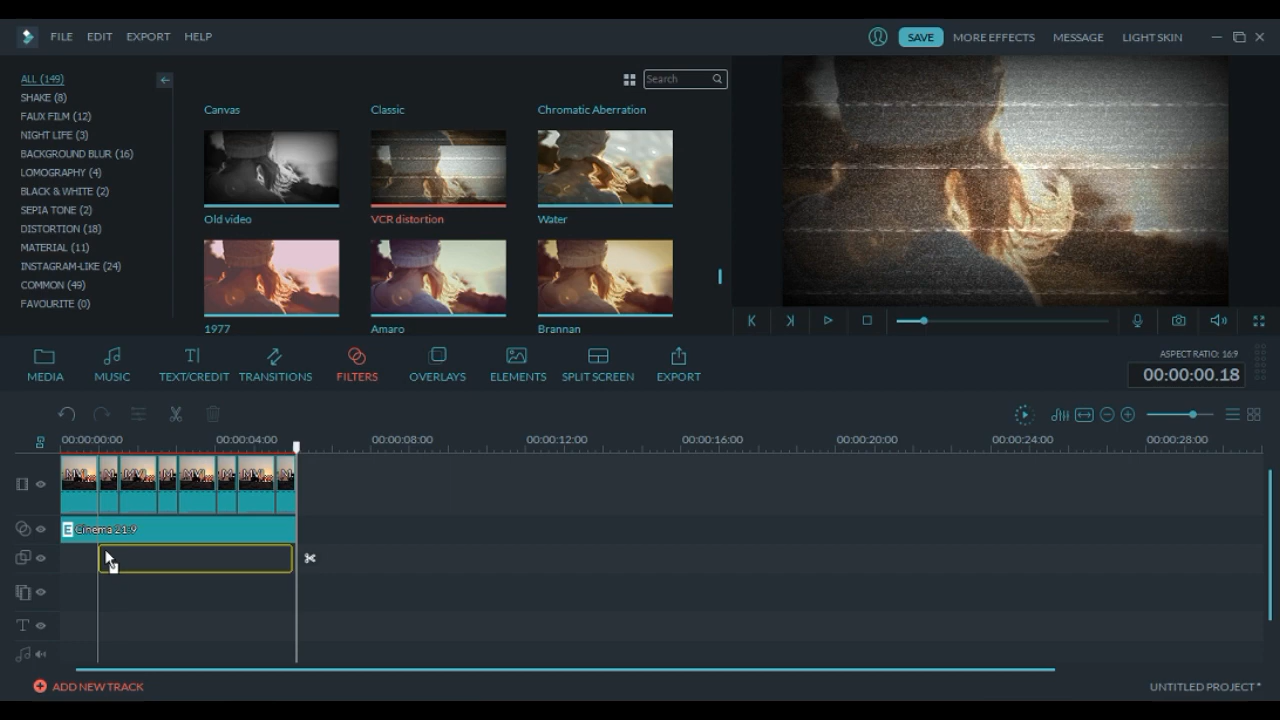 FILE EDIT EXPORT HELP
SAVE MORE EFFECTS MESSAGE LIGHT SKIN
ALL (149)
SHAKE (8)
FAUX FILM (12)
NIGHT LIFE (3)
BACKGROUND BLUR (16)
LOMOGRAPHY (4)
BLACK & WHITE (2)
SEPIA TONE (2)
DISTORTION (18)
MATERIAL (11)
INSTAGRAM-LIKE (24)
COMMON (49)
FAVOURITE (0)
Search
Canvas Classic Chromatic Aberration
Old video VCR distortion Water
1977 Amaro Brannan
MEDIA MUSIC TEXT/CREDIT TRANSITIONS FILTERS OVERLAYS ELEMENTS SPLIT SCREEN EXPORT
ASPECT RATIO: 16:9
00:00:00.18
00:00:00:00 00:00:04:00 00:00:08:00 00:00:12:00 00:00:16:00 00:00:20:00 00:00:24:00 00:00:28:00
E Cinema 21:9
ADD NEW TRACK
UNTITLED PROJECT *